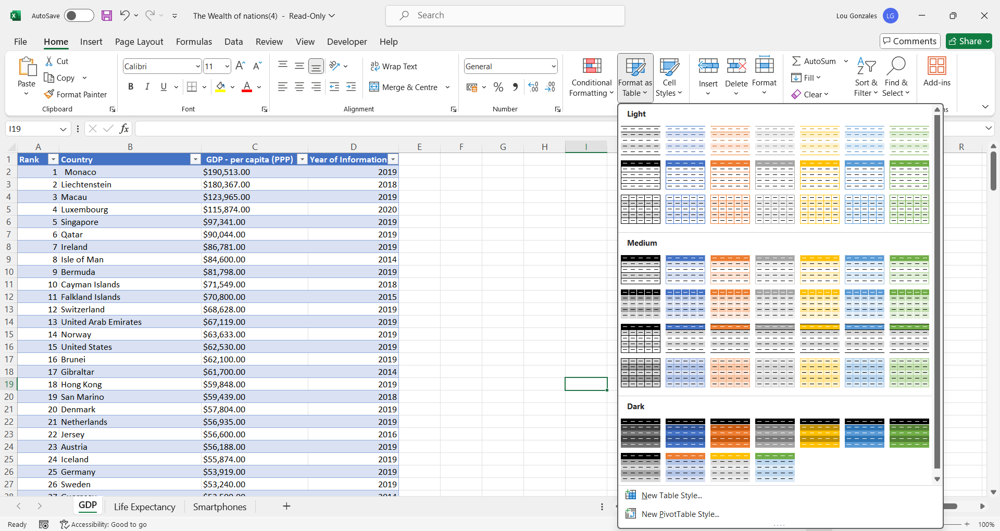 AutoSave
The Wealth of nations(4) - Read-Only
Search
Lou Gonzales LG
File Home Insert Page Layout Formulas Data Review View Developer Help
Comments Share
Paste
Cut
Copy
Format Painter
Clipboard
Calibri 11
B I U
Font
Wrap Text
Merge & Centre
Alignment
General
Number
Conditional Formatting
Format as Table
Cell Styles
Insert Delete Format
AutoSum
Fill
Clear
Sort & Filter
Find & Select
Add-ins
I19
fx
A B C D E F G H I R
1 Rank Country GDP - per capita (PPP) Year of Information
2 1 Monaco $190,513.00 2019
3 2 Liechtenstein $180,367.00 2018
4 3 Macau $123,965.00 2019
5 4 Luxembourg $115,874.00 2020
6 5 Singapore $97,341.00 2019
7 6 Qatar $90,044.00 2019
8 7 Ireland $86,781.00 2019
9 8 Isle of Man $84,600.00 2014
10 9 Bermuda $81,798.00 2019
11 10 Cayman Islands $71,549.00 2018
12 11 Falkland Islands $70,800.00 2015
13 12 Switzerland $68,628.00 2019
14 13 United Arab Emirates $67,119.00 2019
15 14 Norway $63,633.00 2019
16 15 United States $62,530.00 2019
17 16 Brunei $62,100.00 2019
18 17 Gibraltar $61,700.00 2014
19 18 Hong Kong $59,848.00 2019
20 19 San Marino $59,439.00 2018
21 20 Denmark $57,804.00 2019
22 21 Netherlands $56,935.00 2019
23 22 Jersey $56,600.00 2016
24 23 Austria $56,188.00 2019
25 24 Iceland $55,874.00 2019
26 25 Germany $53,919.00 2019
27 26 Sweden $53,240.00 2019
Light
Medium
Dark
New Table Style...
New PivotTable Style...
GDP Life Expectancy Smartphones
Ready
Accessibility: Good to go
100%